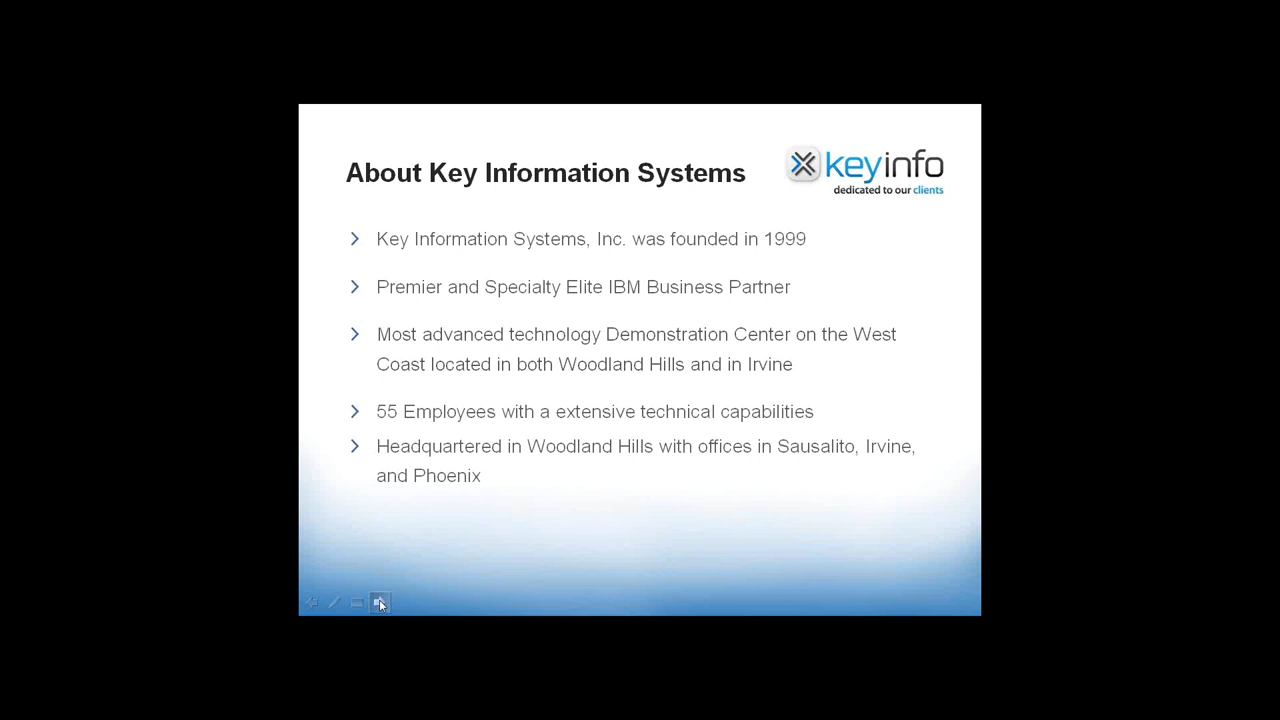 About Key Information Systems
keyinfo
dedicated to our clients
Key Information Systems, Inc. was founded in 1999
Premier and Specialty Elite IBM Business Partner
Most advanced technology Demonstration Center on the West
Coast located in both Woodland Hills and in Irvine
55 Employees with a extensive technical capabilities
Headquartered in Woodland Hills with offices in Sausalito, Irvine,
and Phoenix